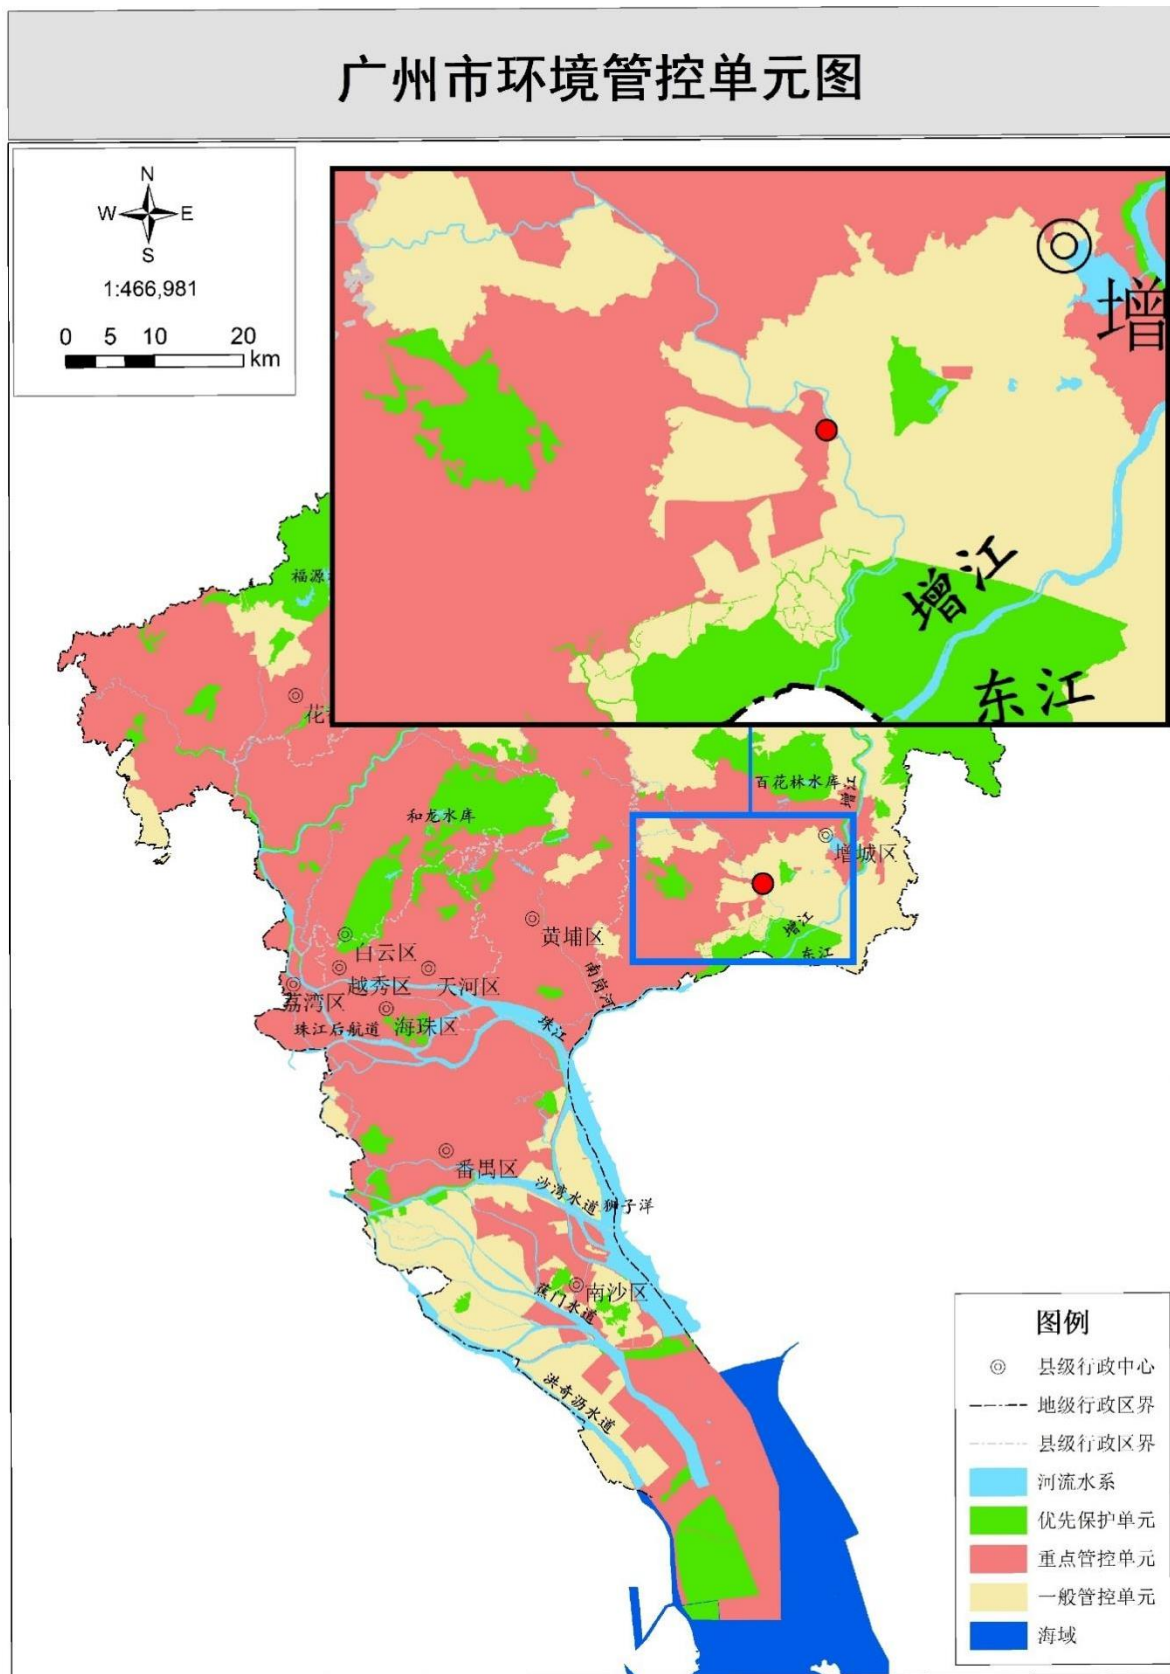 广州市环境管控单元图
N
W E
S
1:466,981
0 5 10 20
km
增
增江
东江
福源
花
百花林水库
增江
和龙水库
增城区
黄埔区
白云区
增江
东江
越秀区
天河区
南岗河
荔湾区
海珠区
珠江后航道
珠江
番禺区
沙湾水道
狮子洋
南沙区
蕉门水道
洪奇沥水道
图例
县级行政中心
地级行政区界
县级行政区界
河流水系
优先保护单元
重点管控单元
一般管控单元
海域